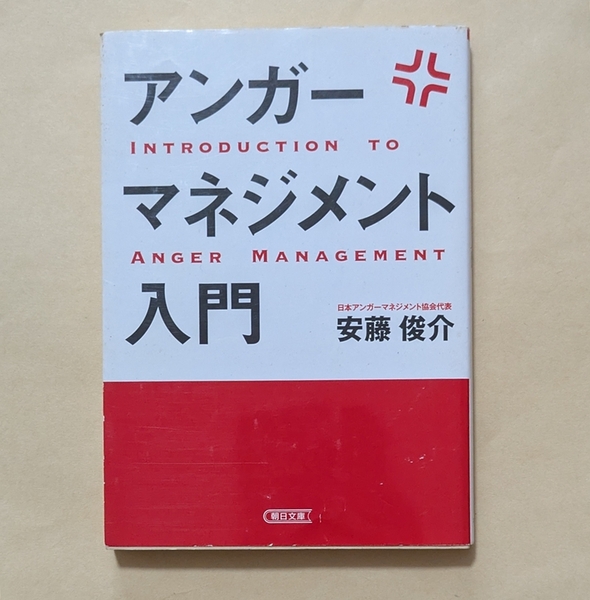 アンガー
INTRODUCTION TO
マネジメント
ANGER MANAGEMENT
入門
日本アンガーマネジメント協会代表
安藤 俊介
朝日文庫